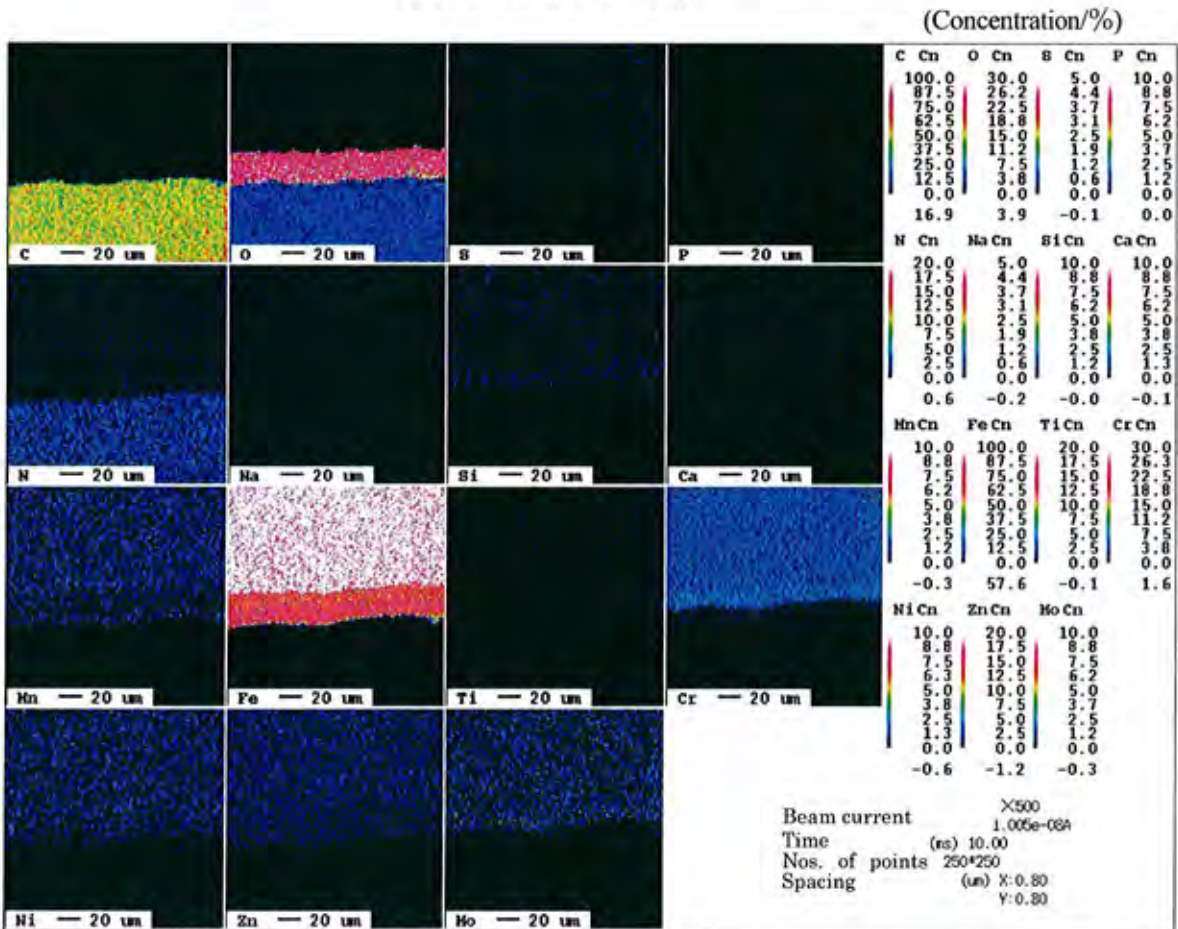 (Concentration/%)
C Cn O Cn S Cn P Cn
100.0 30.0 5.0 10.0
87.5 26.2 4.4 8.8
75.0 22.5 3.7 7.5
62.5 18.8 3.1 6.2
50.0 15.0 2.5 5.0
37.5 11.2 1.9 3.7
25.0 7.5 1.2 2.5
12.5 3.8 0.6 1.2
0.0 0.0 0.0 0.0
16.9 3.9 -0.1 0.0
C 20 um O 20 um S 20 um P 20 um
N Cn Na Cn Si Cn Ca Cn
20.0 5.0 10.0 10.0
17.5 4.4 8.8 8.8
15.0 3.7 7.5 7.5
12.5 3.1 6.2 6.2
10.0 2.5 5.0 5.0
7.5 1.9 3.8 3.8
5.0 1.2 2.5 2.5
2.5 0.6 1.2 1.3
0.0 0.0 0.0 0.0
0.6 -0.2 -0.0 -0.1
N 20 um Na 20 um Si 20 um Ca 20 um
Mn Cn Fe Cn Ti Cn Cr Cn
10.0 100.0 20.0 30.0
8.8 87.5 17.5 26.3
7.5 75.0 15.0 22.5
6.2 62.5 12.5 18.8
5.0 50.0 10.0 15.0
3.8 37.5 7.5 11.2
2.5 25.0 5.0 7.5
1.2 12.5 2.5 3.8
0.0 0.0 0.0 0.0
-0.3 57.6 -0.1 1.6
Mn 20 um Fe 20 um Ti 20 um Cr 20 um
Ni Cn Zn Cn Mo Cn
10.0 20.0 10.0
8.8 17.5 8.8
7.5 15.0 7.5
6.3 12.5 6.2
5.0 10.0 5.0
3.8 7.5 3.7
2.5 5.0 2.5
1.3 2.5 1.2
0.0 0.0 0.0
-0.6 -1.2 -0.3
×500
Beam current 1.005e-08A
Time (ms) 10.00
Nos. of points 250*250
Spacing (um) X:0.80
Y:0.80
Ni 20 um Zn 20 um Mo 20 um